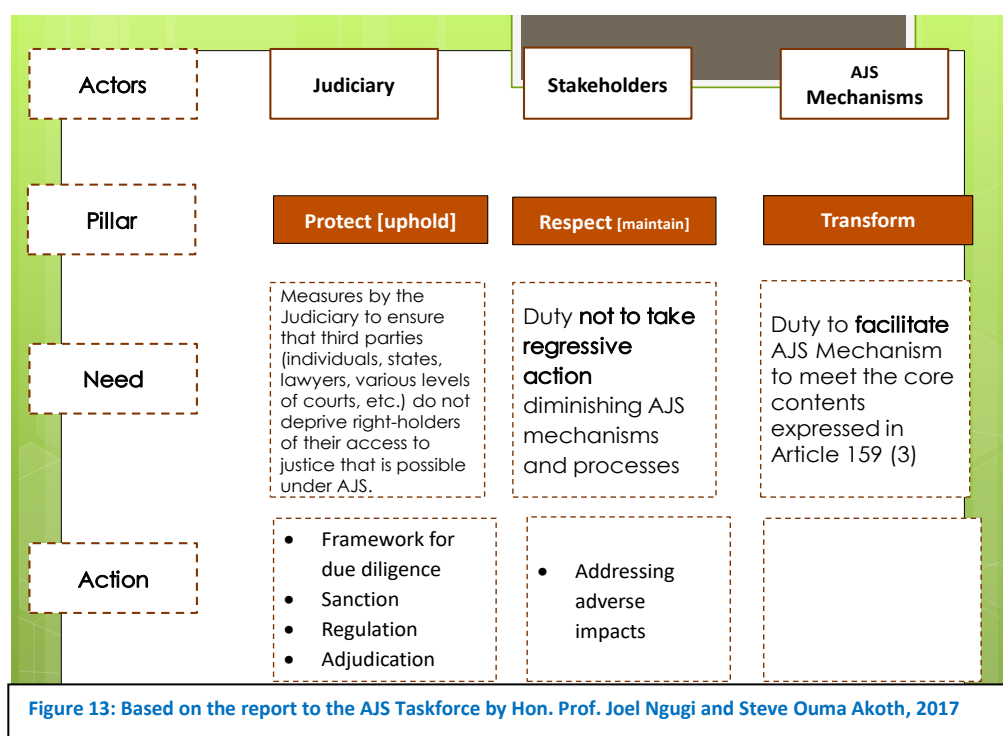 Actors
Judiciary
Stakeholders
AJS
Mechanisms
Pillar
Protect [uphold]
Respect [maintain]
Transform
Need
Measures by the
Judiciary to ensure
that third parties
(individuals, states,
lawyers, various levels
of courts, etc.) do not
deprive right-holders
of their access to
justice that is possible
under AJS.
Duty not to take
regressive
action
diminishing AJS
mechanisms
and processes
Duty to facilitate
AJS Mechanism
to meet the core
contents
expressed in
Article 159 (3)
Action
• Framework for
due diligence
• Sanction
• Regulation
• Adjudication
• Addressing
adverse
impacts
Figure 13: Based on the report to the AJS Taskforce by Hon. Prof. Joel Ngugi and Steve Ouma Akoth, 2017